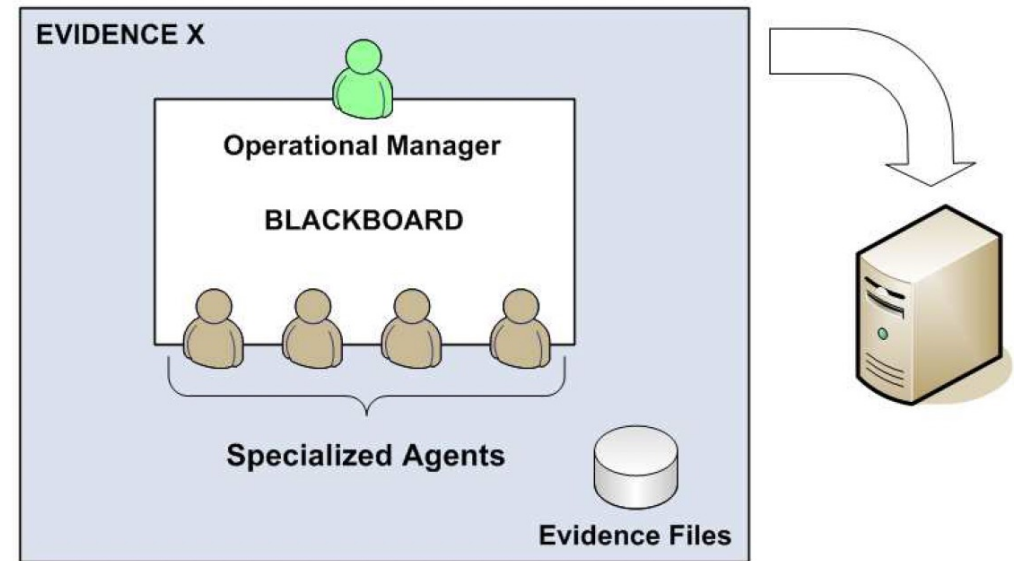 EVIDENCE X
Operational Manager
BLACKBOARD
Specialized Agents
Evidence Files